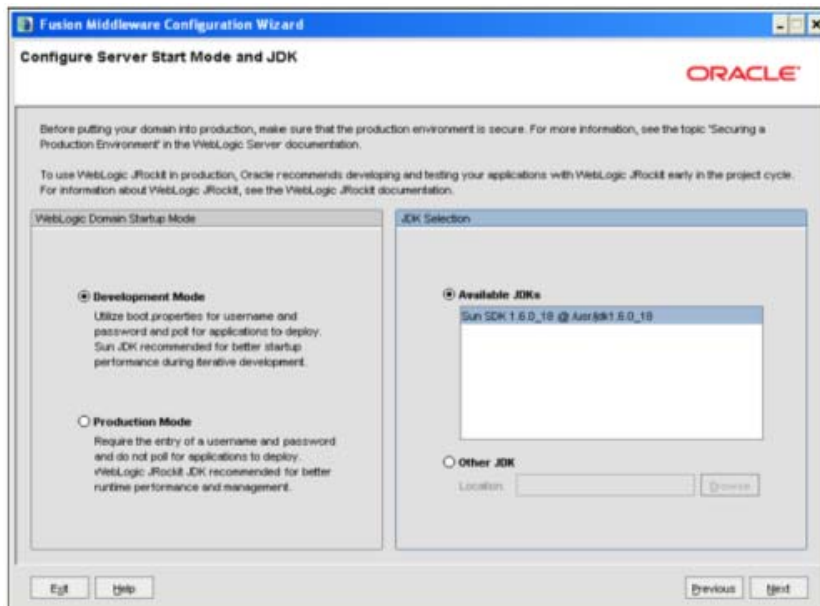 Fusion Middleware Configuration Wizard
Configure Server Start Mode and JDK
ORACLE
Before putting your domain into production, make sure that the production environment is secure. For more information, see the topic 'Securing a
Production Environment' in the WebLogic Server documentation.
To use WebLogic JRockit in production, Oracle recommends developing and testing your applications with WebLogic JRockit early in the project cycle.
For information about WebLogic JRockit, see the WebLogic JRockit documentation.
WebLogic Domain Startup Mode
Development Mode
Utilize boot.properties for username and
password and poll for applications to deploy.
Sun JDK recommended for better startup
performance during iterative development.
Production Mode
Require the entry of a username and password
and do not poll for applications to deploy.
WebLogic JRockit JDK recommended for better
runtime performance and management.
JDK Selection
Available JDKs
Sun SDK 1.6.0_18 @ /usr/jdk1.6.0_18
Other JDK
Location:
Browse
Exit
Help
Previous
Next